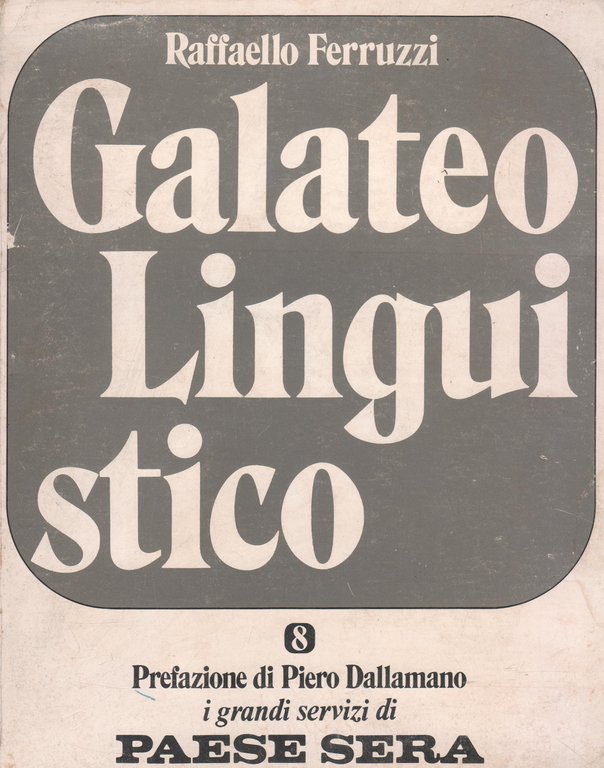 Raffaello Ferruzzi
Galateo
Lingui
stico
8
Prefazione di Piero Dallamano
i grandi servizi di
PAESE SERA